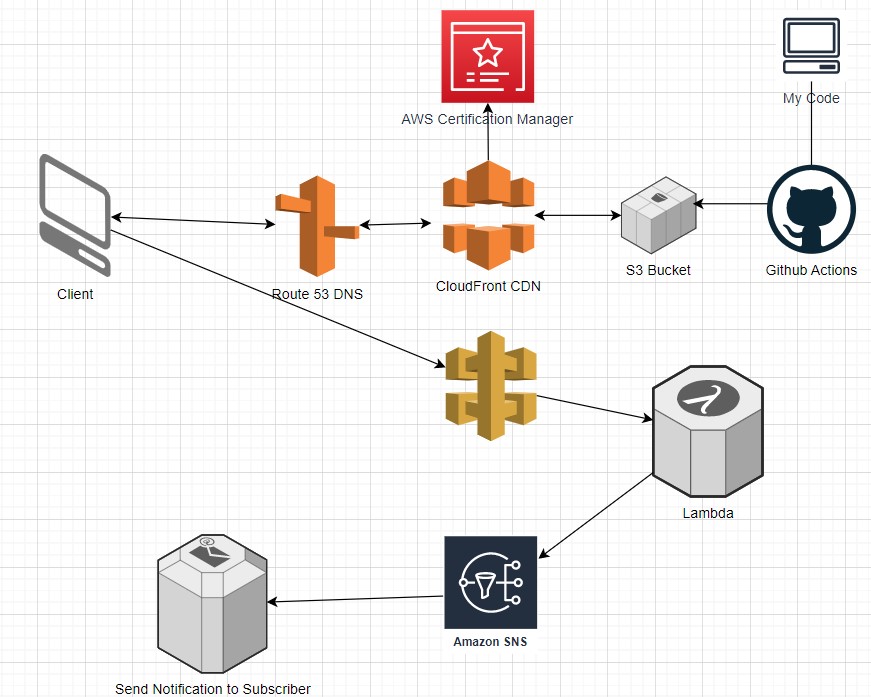 My Code
AWS Certification Manager
Client
Route 53 DNS
CloudFront CDN
S3 Bucket
Github Actions
Lambda
Amazon SNS
Send Notification to Subscriber